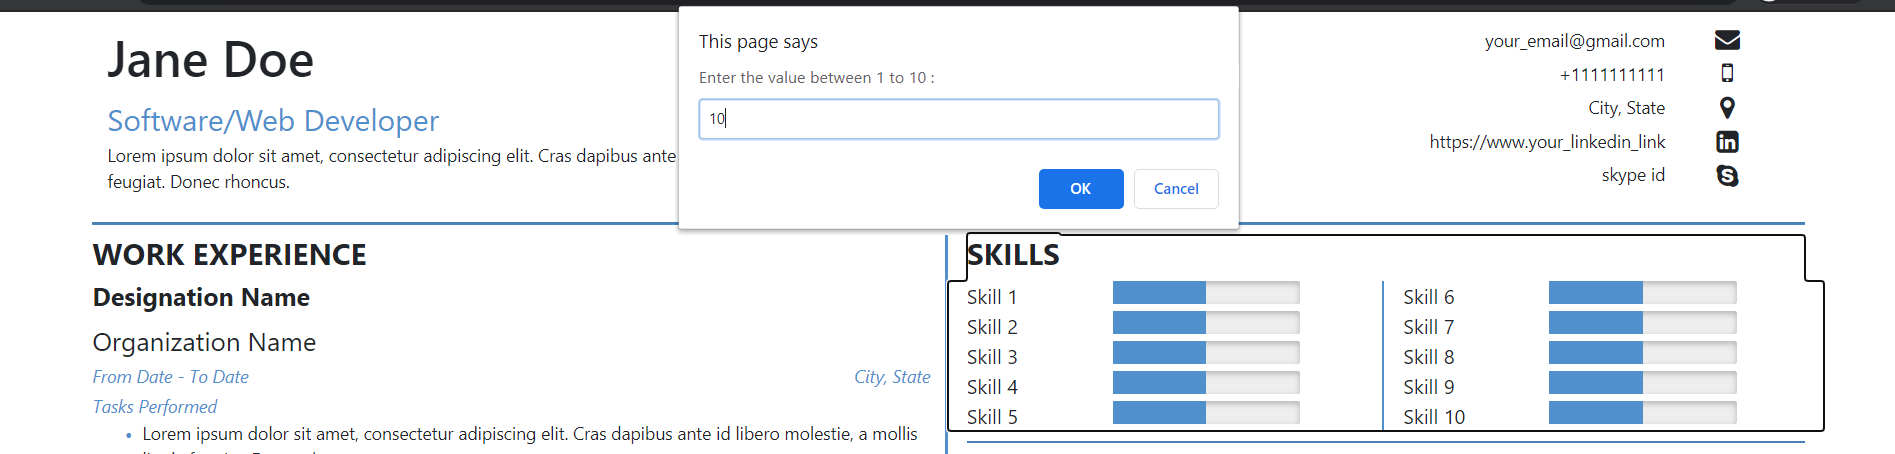 Jane Doe
Software/Web Developer
Lorem ipsum dolor sit amet, consectetur adipiscing elit. Cras dapibus ante
feugiat. Donec rhoncus.
This page says
Enter the value between 1 to 10 :
10
OK
Cancel
your_email@gmail.com
+1111111111
City, State
https://www.your_linkedin_link
in
skype id
WORK EXPERIENCE
Designation Name
Organization Name
From Date - To Date
City, State
Tasks Performed
• Lorem ipsum dolor sit amet, consectetur adipiscing elit. Cras dapibus ante id libero molestie, a mollis
SKILLS
Skill 1
Skill 2
Skill 3
Skill 4
Skill 5
Skill 6
Skill 7
Skill 8
Skill 9
Skill 10